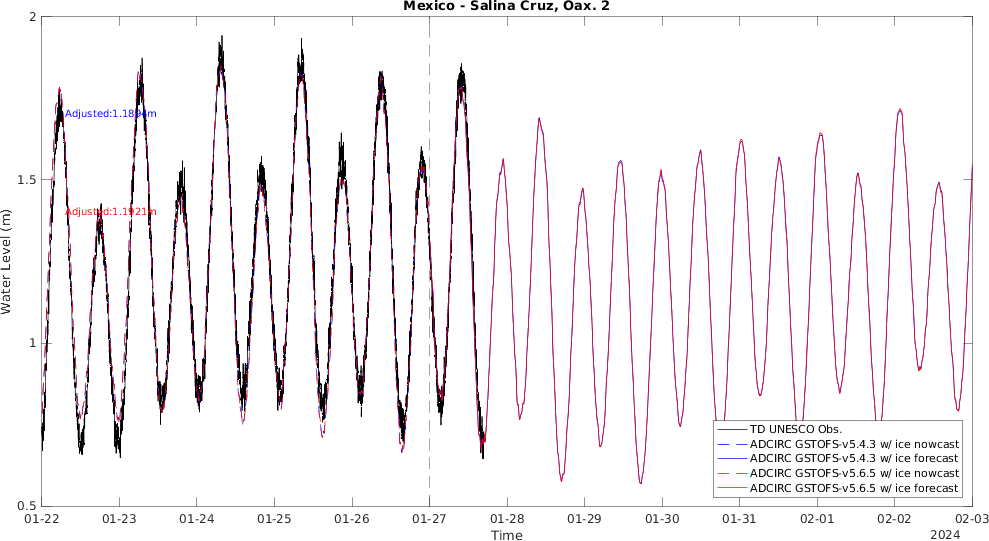 Mexico - Salina Cruz, Oax. 2
2
1.5
1
0.5
Water Level (m)
Adjusted:1.1894m
Adjusted:1.1921m
TD UNESCO Obs.
ADCIRC GSTOFS-v5.4.3 w/ ice nowcast
ADCIRC GSTOFS-v5.4.3 w/ ice forecast
ADCIRC GSTOFS-v5.6.5 w/ ice nowcast
ADCIRC GSTOFS-v5.6.5 w/ ice forecast
01-22 01-23 01-24 01-25 01-26 01-27 01-28 01-29 01-30 01-31 02-01 02-02 02-03
Time
2024